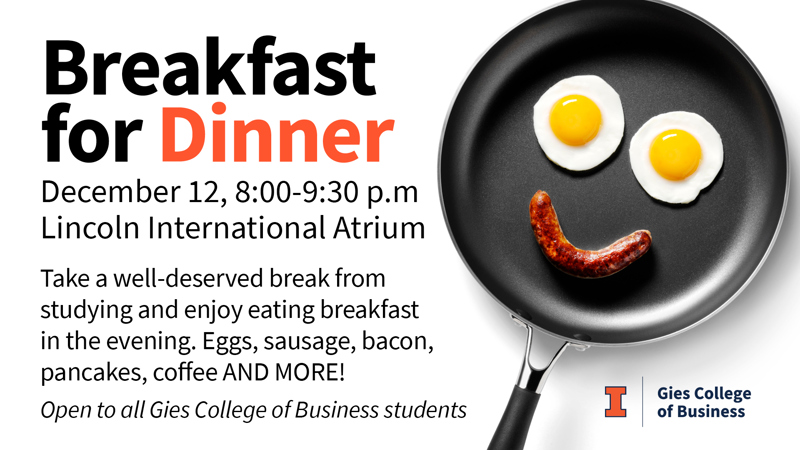 Breakfast
for Dinner
December 12, 8:00-9:30 p.m
Lincoln International Atrium
Take a well-deserved break from
studying and enjoy eating breakfast
in the evening. Eggs, sausage, bacon,
pancakes, coffee AND MORE!
Open to all Gies College of Business students
I
Gies College
of Business